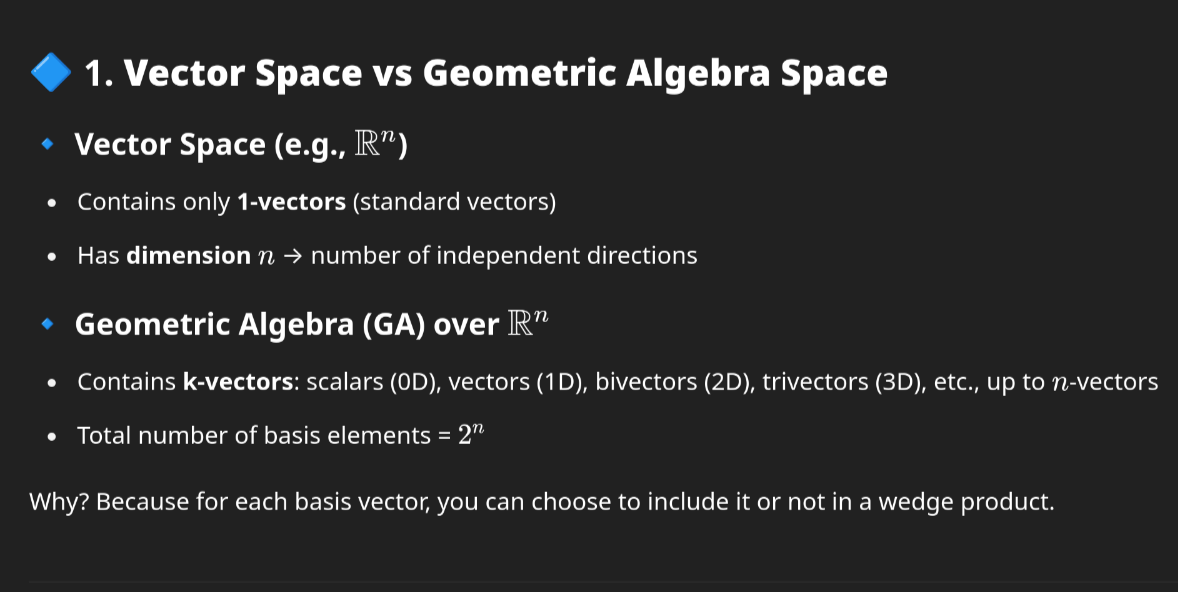 🔷 1. Vector Space vs Geometric Algebra Space
🔹 Vector Space (e.g., ℝⁿ)
• Contains only 1-vectors (standard vectors)
• Has dimension n → number of independent directions
🔹 Geometric Algebra (GA) over ℝⁿ
• Contains k-vectors: scalars (0D), vectors (1D), bivectors (2D), trivectors (3D), etc., up to n-vectors
• Total number of basis elements = 2ⁿ
Why? Because for each basis vector, you can choose to include it or not in a wedge product.